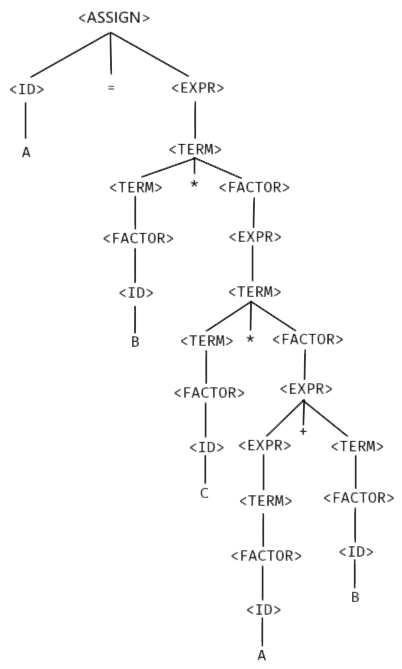 <ASSIGN>
<ID> = <EXPR>
A <TERM>
<TERM> * <FACTOR>
<FACTOR> <EXPR>
<ID> <TERM>
B <TERM> * <FACTOR>
<FACTOR> <EXPR>
<ID> <EXPR> + <TERM>
C <TERM> <FACTOR>
<FACTOR> <ID>
<ID> B
A